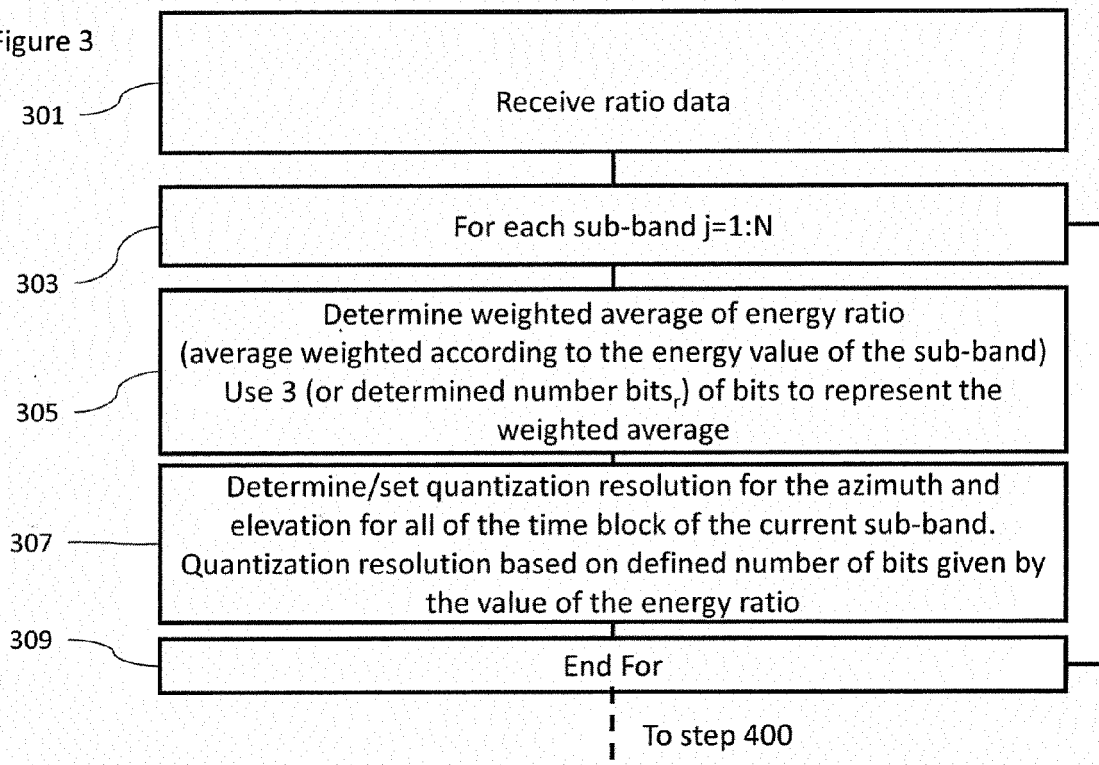 Figure 3
301
Receive ratio data
For each sub-band j=1:N
303
Determine weighted average of energy ratio
(average weighted according to the energy value of the sub-band)
Use 3 (or determined number bitsᵣ) of bits to represent the
weighted average
305
Determine/set quantization resolution for the azimuth and
elevation for all of the time block of the current sub-band.
Quantization resolution based on defined number of bits given by
the value of the energy ratio
307
309
End For
To step 400